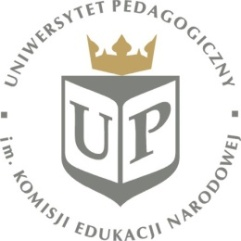 UNIWERSYTET PEDAGOGICZNY
UP
im. KOMISJI EDUKACJI NARODOWEJ